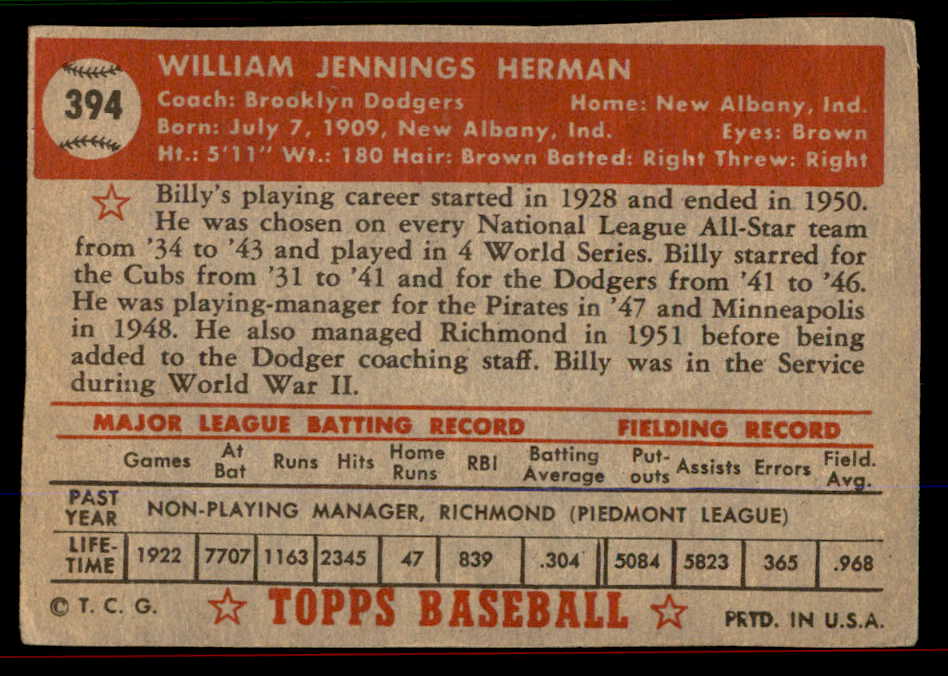 394
WILLIAM JENNINGS HERMAN
Coach: Brooklyn Dodgers Home: New Albany, Ind.
Born: July 7, 1909, New Albany, Ind. Eyes: Brown
Ht.: 5'11" Wt.: 180 Hair: Brown Batted: Right Threw: Right
Billy's playing career started in 1928 and ended in 1950.
He was chosen on every National League All-Star team
from '34 to '43 and played in 4 World Series. Billy starred for
the Cubs from '31 to '41 and for the Dodgers from '41 to '46.
He was playing-manager for the Pirates in '47 and Minneapolis
in 1948. He also managed Richmond in 1951 before being
added to the Dodger coaching staff. Billy was in the Service
during World War II.
MAJOR LEAGUE BATTING RECORD FIELDING RECORD
Games At Bat Runs Hits Home Runs RBI Batting Average Put-outs Assists Errors Field. Avg.
PAST YEAR NON-PLAYING MANAGER, RICHMOND (PIEDMONT LEAGUE)
LIFE-TIME 1922 7707 1163 2345 47 839 .304 5084 5823 365 .968
© T. C. G. ☆ TOPPS BASEBALL ☆ PRTD. IN U.S.A.